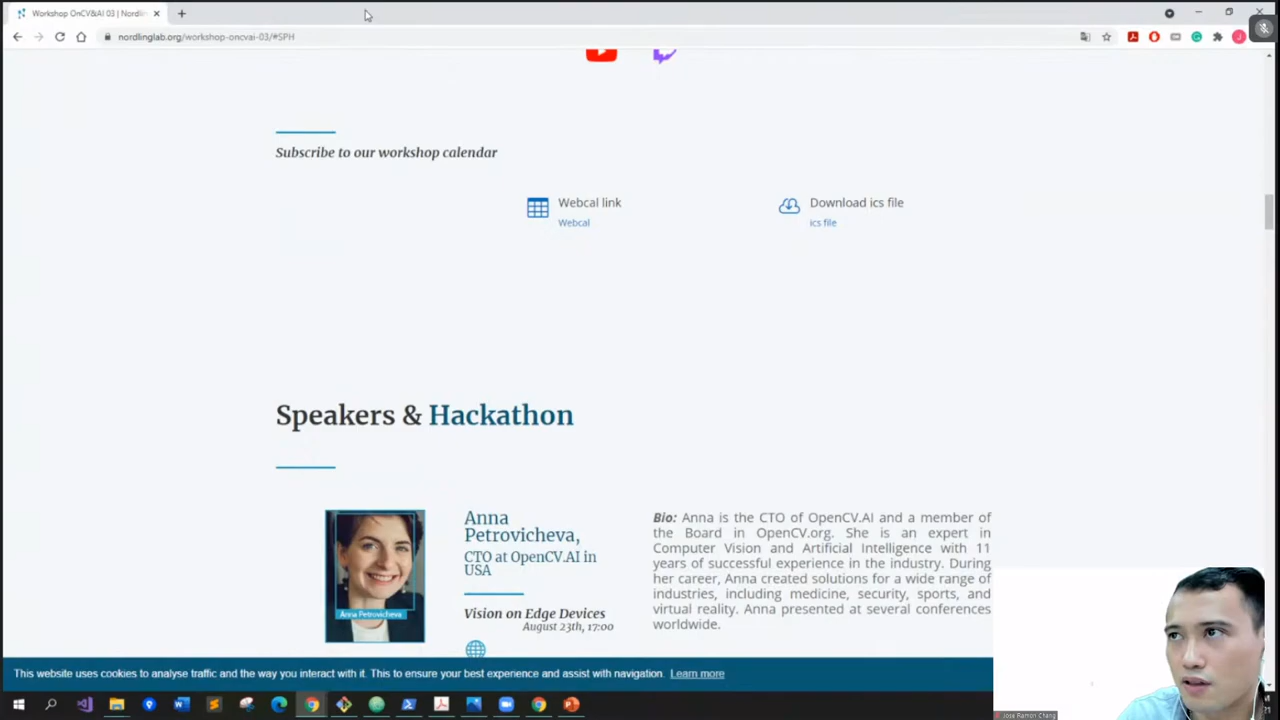 Workshop OnCV&AI 03 | Nordlin
nordlinglab.org/workshop-oncvai-03/#SPH
Subscribe to our workshop calendar
Webcal link
Webcal
Download ics file
ics file
Speakers & Hackathon
Anna Petrovicheva
Anna
Petrovicheva,
CTO at OpenCV.AI in
USA
Vision on Edge Devices
August 23th, 17:00
Bio: Anna is the CTO of OpenCV.AI and a member of
the Board in OpenCV.org. She is an expert in
Computer Vision and Artificial Intelligence with 11
years of successful experience in the industry. During
her career, Anna created solutions for a wide range of
industries, including medicine, security, sports, and
virtual reality. Anna presented at several conferences
worldwide.
This website uses cookies to analyse traffic and the way you interact with it. This to ensure your best experience and assist with navigation. Learn more
Jose Ramon Chang